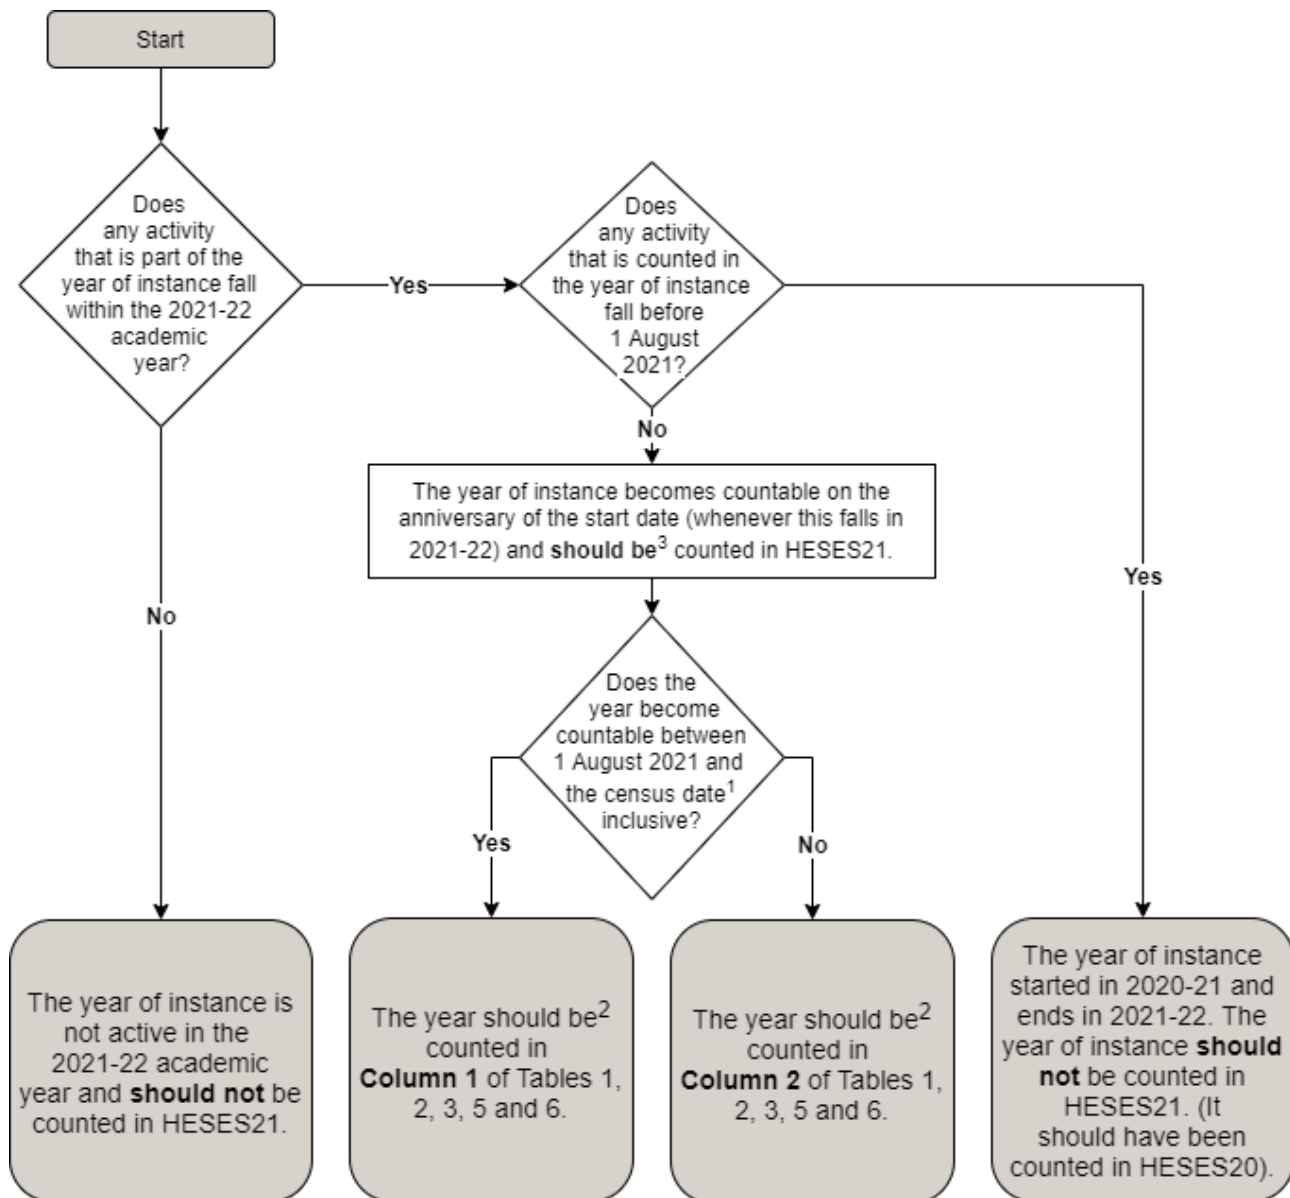 Start
Does
any activity
that is part of the
year of instance fall
within the 2021-22
academic
year?
Yes
Does
any activity
that is counted in
the year of instance
fall before
1 August
2021?
No
The year of instance becomes countable on the
anniversary of the start date (whenever this falls in
2021-22) and should be3 counted in HESES21.
Yes
No
Does the
year become
countable between
1 August 2021 and
the census date1
inclusive?
Yes
No
The year of instance is
not active in the
2021-22 academic
year and should not be
counted in HESES21.
The year should be2
counted in
Column 1 of Tables 1,
2, 3, 5 and 6.
The year should be2
counted in
Column 2 of Tables 1,
2, 3, 5 and 6.
The year of instance
started in 2020-21 and
ends in 2021-22. The
year of instance should
not be counted in
HESES21. (It
should have been
counted in HESES20).